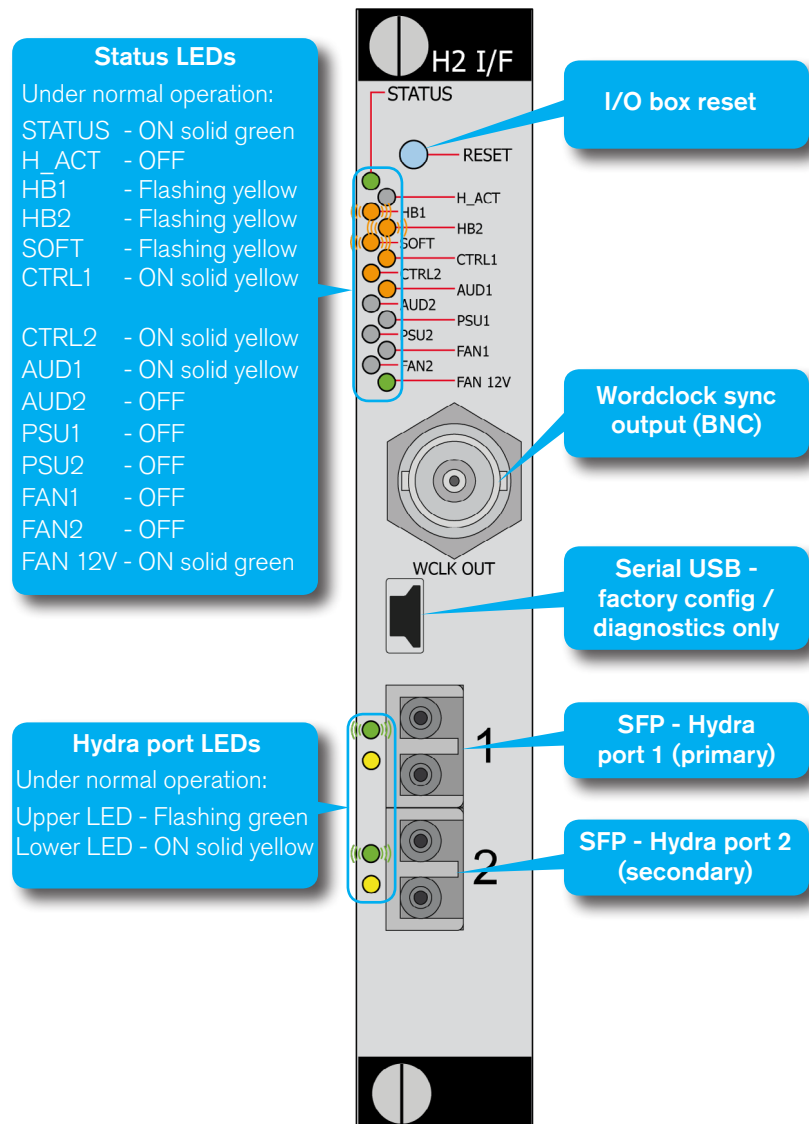 Status LEDs
Under normal operation:
STATUS - ON solid green
H_ACT - OFF
HB1 - Flashing yellow
HB2 - Flashing yellow
SOFT - Flashing yellow
CTRL1 - ON solid yellow
CTRL2 - ON solid yellow
AUD1 - ON solid yellow
AUD2 - OFF
PSU1 - OFF
PSU2 - OFF
FAN1 - OFF
FAN2 - OFF
FAN 12V - ON solid green
Hydra port LEDs
Under normal operation:
Upper LED - Flashing green
Lower LED - ON solid yellow
H2 I/F
STATUS
RESET
H_ACT
HB1
HB2
SOFT
CTRL1
CTRL2
AUD1
AUD2
PSU1
PSU2
FAN1
FAN2
FAN 12V
WCLK OUT
1
2
I/O box reset
Wordclock sync
output (BNC)
Serial USB -
factory config /
diagnostics only
SFP - Hydra
port 1 (primary)
SFP - Hydra port 2
(secondary)